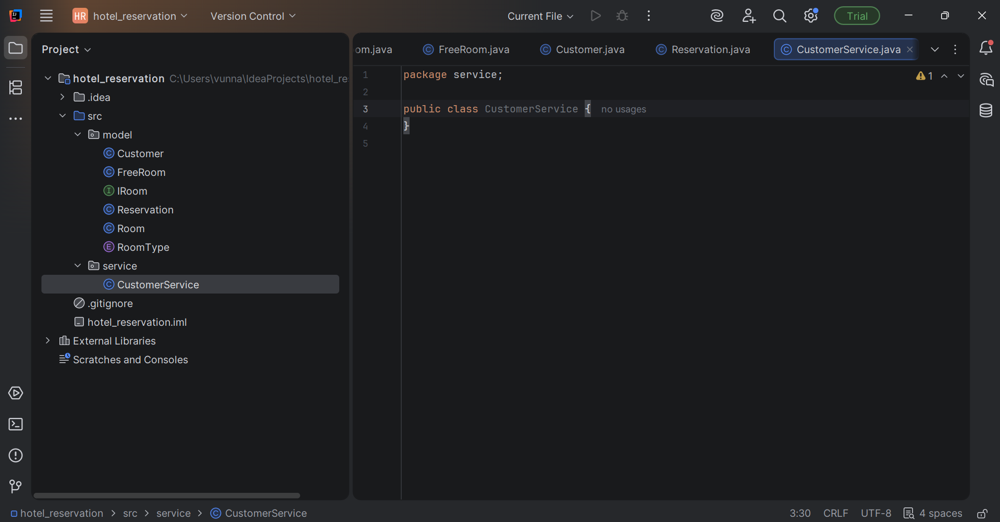 HR hotel_reservation Version Control Current File Trial
Project
om.java FreeRoom.java Customer.java Reservation.java CustomerService.java
hotel_reservation C:\Users\vunna\IdeaProjects\hotel_re
.idea
src
model
Customer
FreeRoom
IRoom
Reservation
Room
RoomType
service
CustomerService
.gitignore
hotel_reservation.iml
External Libraries
Scratches and Consoles
1 package service;
2
3 public class CustomerService { no usages
4 }
5
1
hotel_reservation > src > service > CustomerService
3:30 CRLF UTF-8 4 spaces